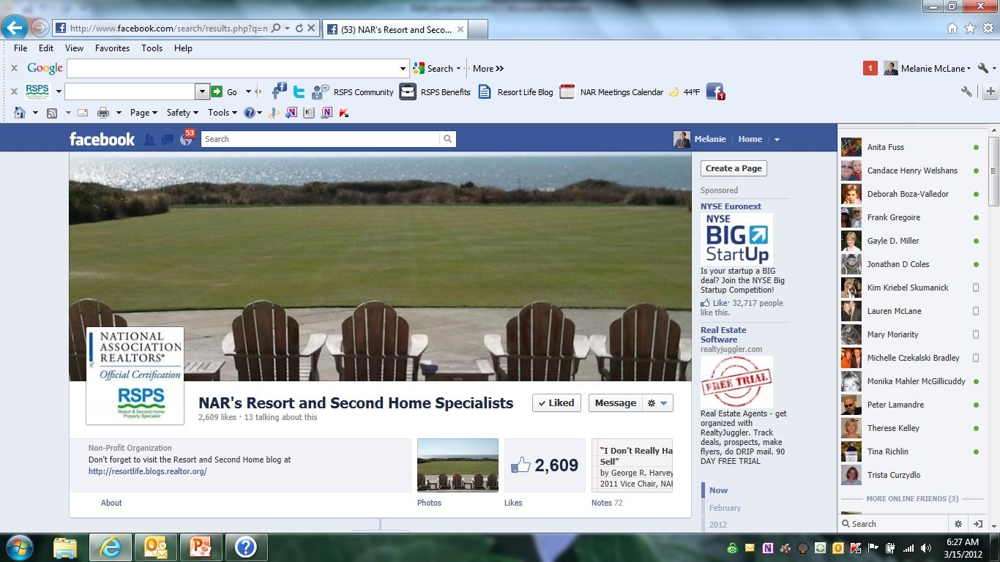 http://www.facebook.com/search/results.php?q=n
(53) NAR's Resort and Seco...
File Edit View Favorites Tools Help
Google
Search
More »
1
Melanie McLane
RSPS
Go
RSPS Community
RSPS Benefits
Resort Life Blog
NAR Meetings Calendar
44°F
1
Page
Safety
Tools
facebook
53
Search
Melanie
Home
NATIONAL
ASSOCIATION
REALTORS®
Official Certification
RSPS
Resort & Second-Home
Property Specialist
NAR's Resort and Second Home Specialists
2,609 likes · 13 talking about this
Liked
Message
Non-Profit Organization
Don't forget to visit the Resort and Second Home blog at
http://resortlife.blogs.realtor.org/
About
Photos
2,609
Likes
“I Don’t Really Ha
Sell”
by George R. Harvey
2011 Vice Chair, NAR
Notes 72
Create a Page
Sponsored
NYSE Euronext
NYSE
BIG
StartUp
Is your startup a BIG
deal? Join the NYSE Big
Startup Competition!
Like · 32,717 people
like this.
Real Estate
Software
realtyjuggler.com
FREE TRIAL
Real Estate Agents - get
organized with
RealtyJuggler. Track
deals, prospects, make
flyers, do DRIP mail. 90
DAY FREE TRIAL
Now
February
2012
Anita Fuss
Candace Henry Welshans
Deborah Boza-Valledor
Frank Gregoire
Gayle D. Miller
Jonathan D Coles
Kim Kriebel Skumanick
Lauren McLane
Mary Moriarity
Michelle Czekalski Bradley
Monika Mahler McGillicuddy
Peter Lamandre
Therese Kelley
Tina Richlin
Trista Curzydlo
MORE ONLINE FRIENDS (3)
Search
6:27 AM
3/15/2012